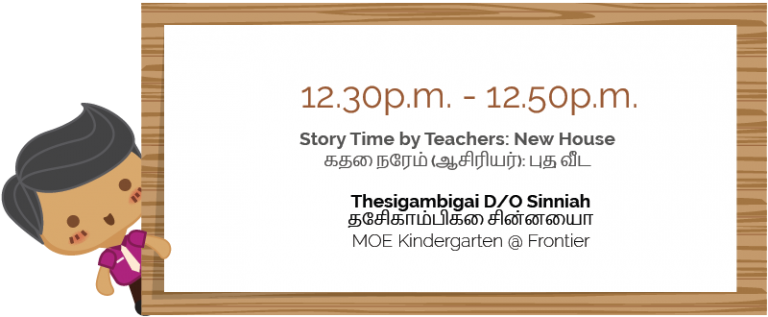 12.30p.m. - 12.50p.m.
Story Time by Teachers: New House
கதை நரேம் (ஆசிரியர்): புத வீட
Thesigambigai D/O Sinniah
தசேிகாம்பிகை சின்னயைா
MOE Kindergarten @ Frontier